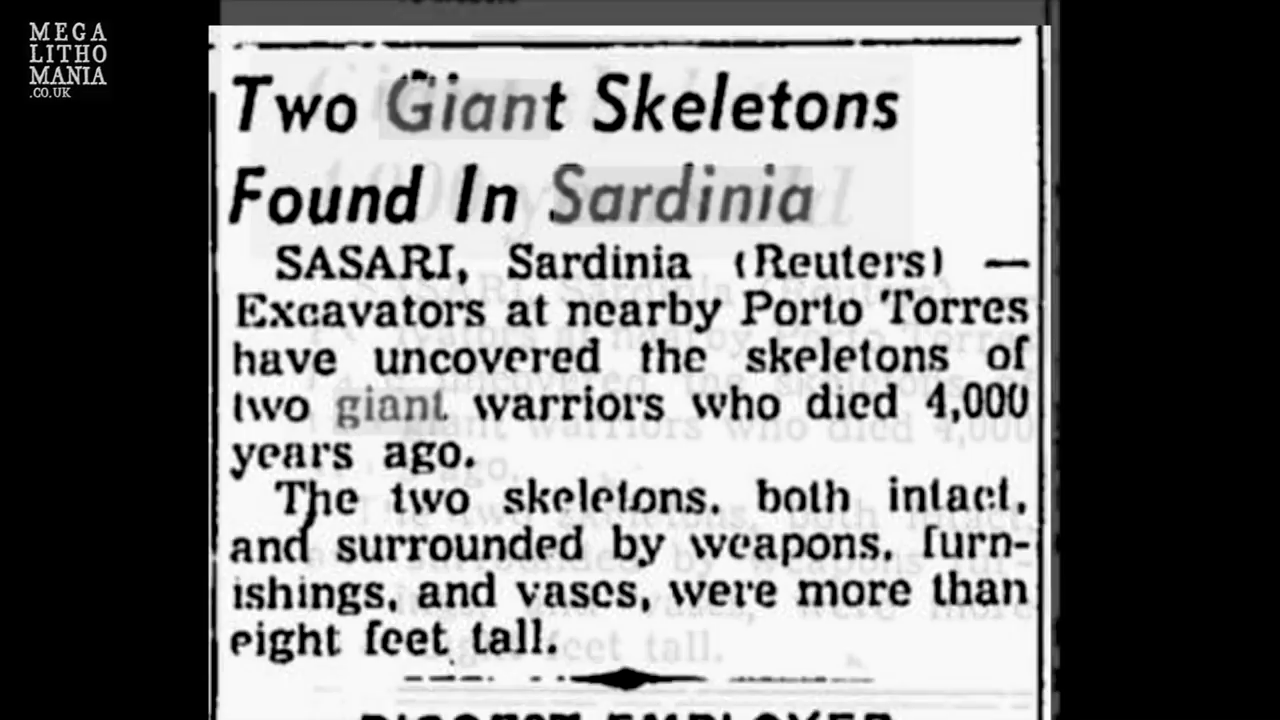 MEGA
LITHO
MANIA
.CO.UK
Two Giant Skeletons
Found In Sardinia
SASARI, Sardinia (Reuters) —
Excavators at nearby Porto Torres
have uncovered the skeletons of
two giant warriors who died 4,000
years ago.
The two skeletons, both intact,
and surrounded by weapons, furn-
ishings, and vases, were more than
eight feet tall.